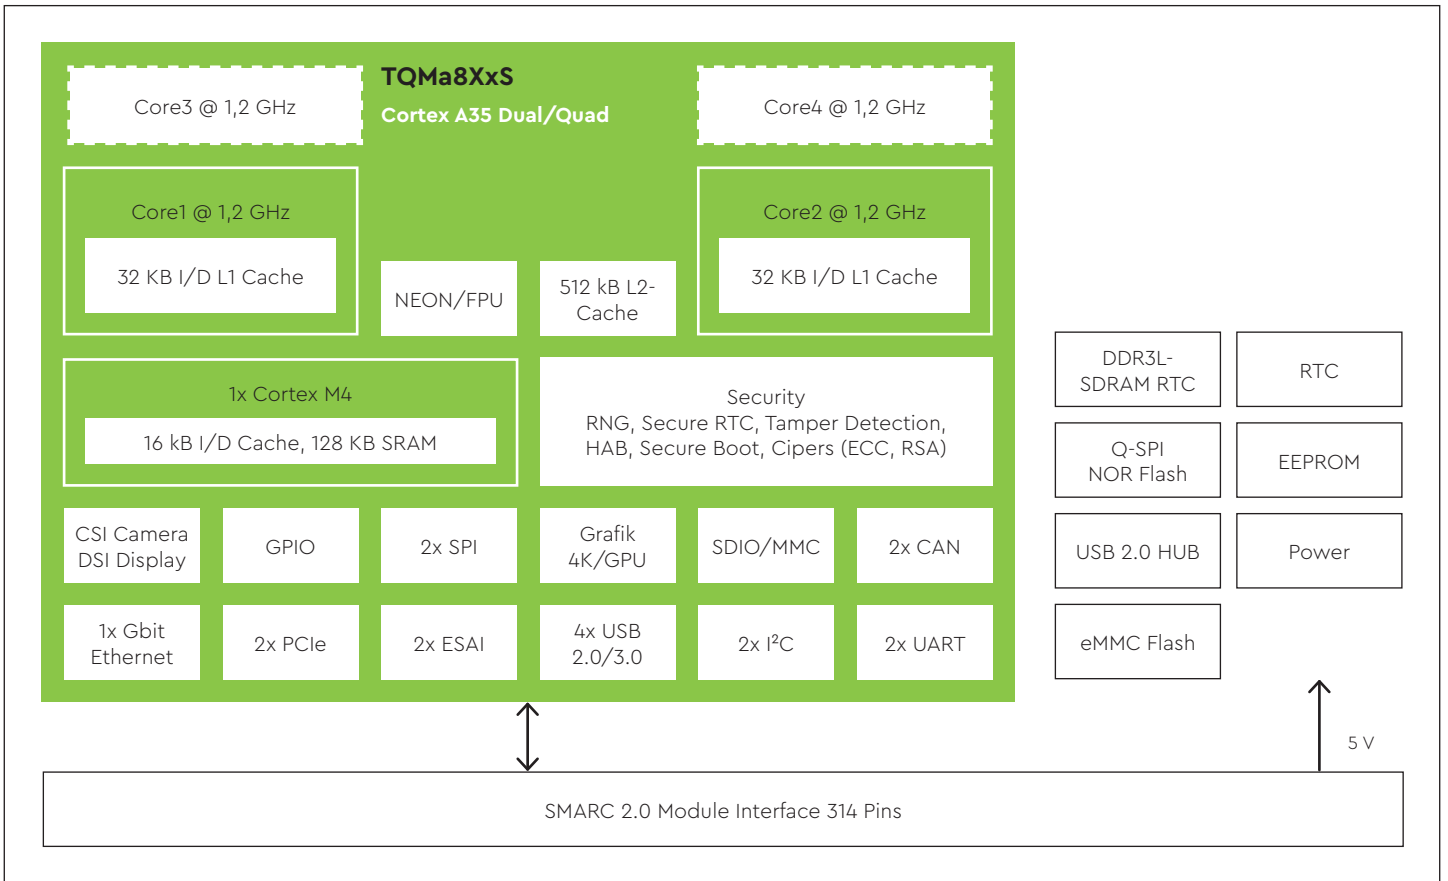 TQMa8XxS
Cortex A35 Dual/Quad
Core3 @ 1,2 GHz
Core4 @ 1,2 GHz
Core1 @ 1,2 GHz
32 KB I/D L1 Cache
NEON/FPU
512 kB L2-
Cache
Core2 @ 1,2 GHz
32 KB I/D L1 Cache
1x Cortex M4
16 kB I/D Cache, 128 KB SRAM
Security
RNG, Secure RTC, Tamper Detection,
HAB, Secure Boot, Cipers (ECC, RSA)
CSI Camera
DSI Display
GPIO
2x SPI
Grafik
4K/GPU
SDIO/MMC
2x CAN
1x Gbit
Ethernet
2x PCIe
2x ESAI
4x USB
2.0/3.0
2x I²C
2x UART
DDR3L-
SDRAM RTC
RTC
Q-SPI
NOR Flash
EEPROM
USB 2.0 HUB
Power
eMMC Flash
5 V
SMARC 2.0 Module Interface 314 Pins